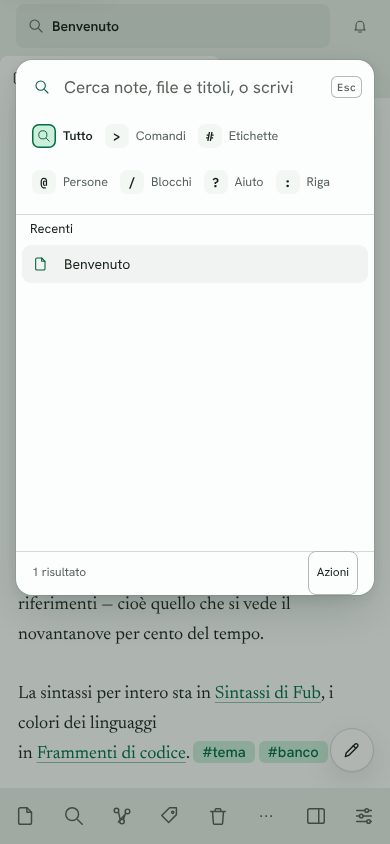 Benvenuto
Cerca note, file e titoli, o scrivi
Esc
Tutto > Comandi # Etichette
@ Persone / Blocchi ? Aiuto : Riga
Recenti
Benvenuto
1 risultato
Azioni
riferimenti — cioè quello che si vede il
novantanove per cento del tempo.
La sintassi per intero sta in Sintassi di Fub, i
colori dei linguaggi
in Frammenti di codice. #tema #banco